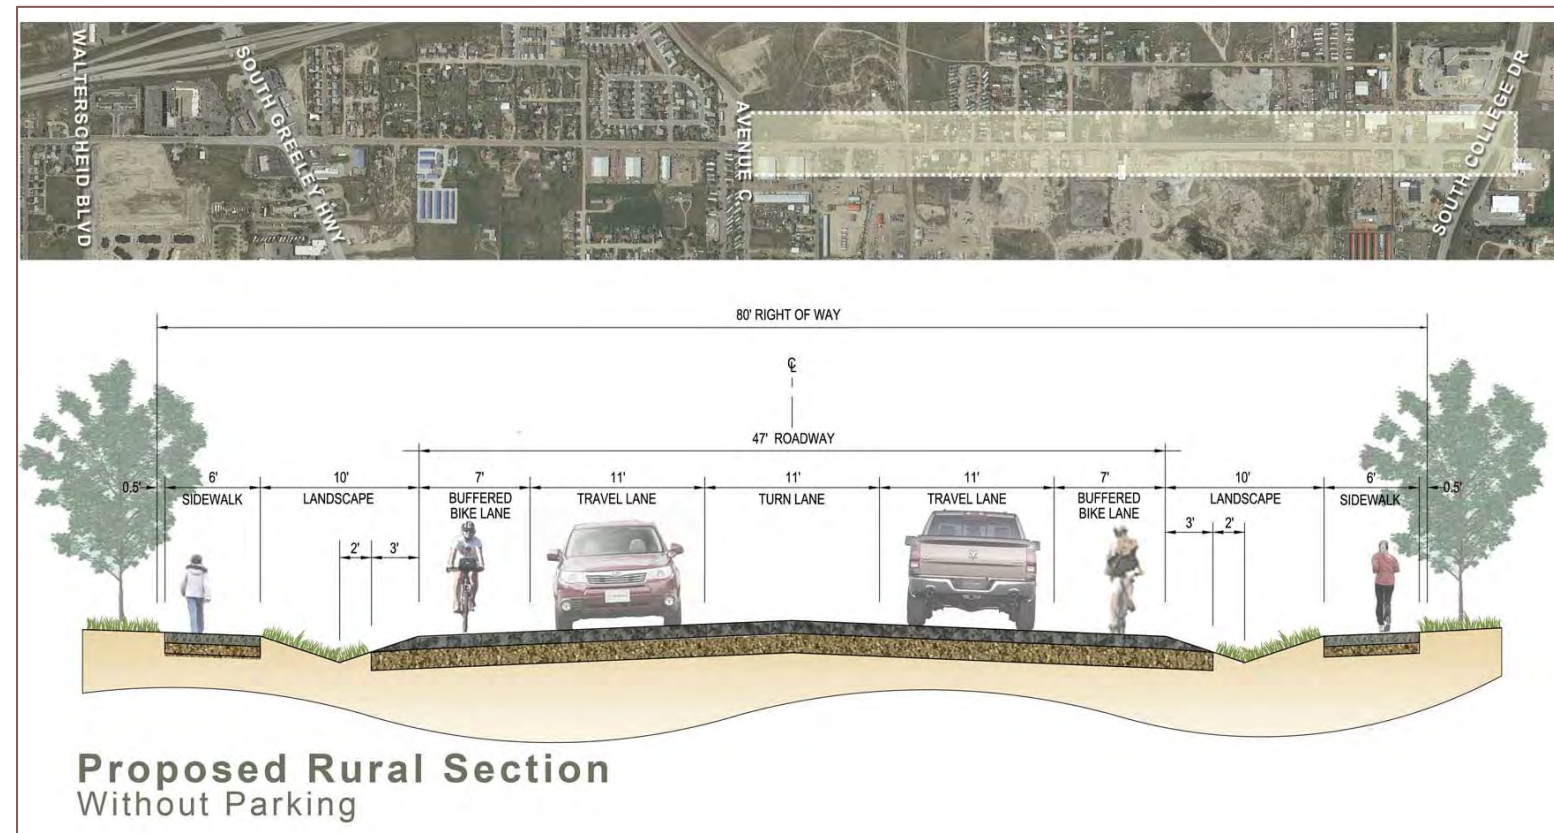 WALTERSCHEID BLVD
SOUTH GREELEY HWY
AVENUE C
SOUTH COLLEGE DR
80' RIGHT OF WAY
℄
47' ROADWAY
0.5'
6'
SIDEWALK
10'
LANDSCAPE
7'
BUFFERED
BIKE LANE
11'
TRAVEL LANE
11'
TURN LANE
11'
TRAVEL LANE
7'
BUFFERED
BIKE LANE
10'
LANDSCAPE
6'
SIDEWALK
0.5'
2'
3'
3'
2'
Proposed Rural Section
Without Parking